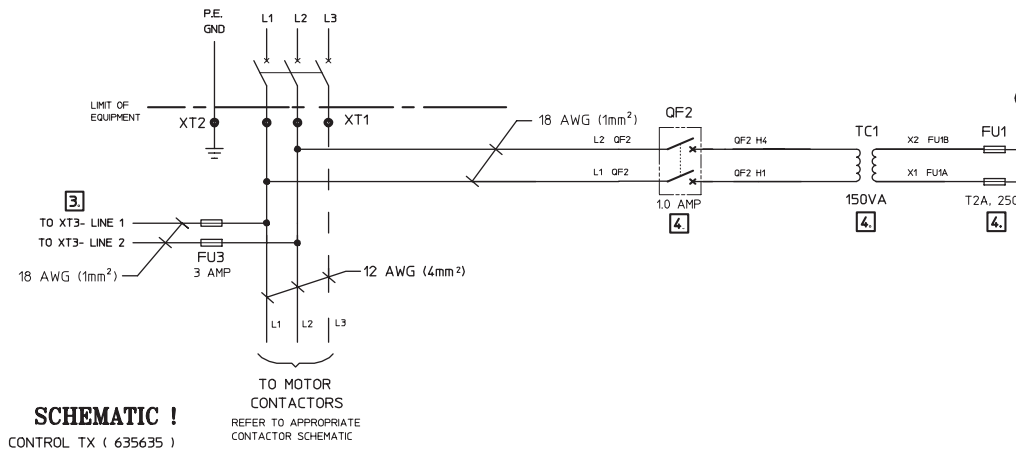 P.E.
GND
L1 L2 L3
LIMIT OF
EQUIPMENT
XT2
XT1
18 AWG (1mm²)
QF2
TC1
FU1
L2 QF2
QF2 H4
X2 FU1B
L1 QF2
QF2 H1
X1 FU1A
1.0 AMP
150VA
T2A, 250
4.
4.
4.
3.
TO XT3- LINE 1
TO XT3- LINE 2
FU3
3 AMP
18 AWG (1mm²)
12 AWG (4mm²)
L1 L2 L3
TO MOTOR
CONTACTORS
REFER TO APPROPRIATE
CONTACTOR SCHEMATIC
SCHEMATIC !
CONTROL TX ( 635635 )